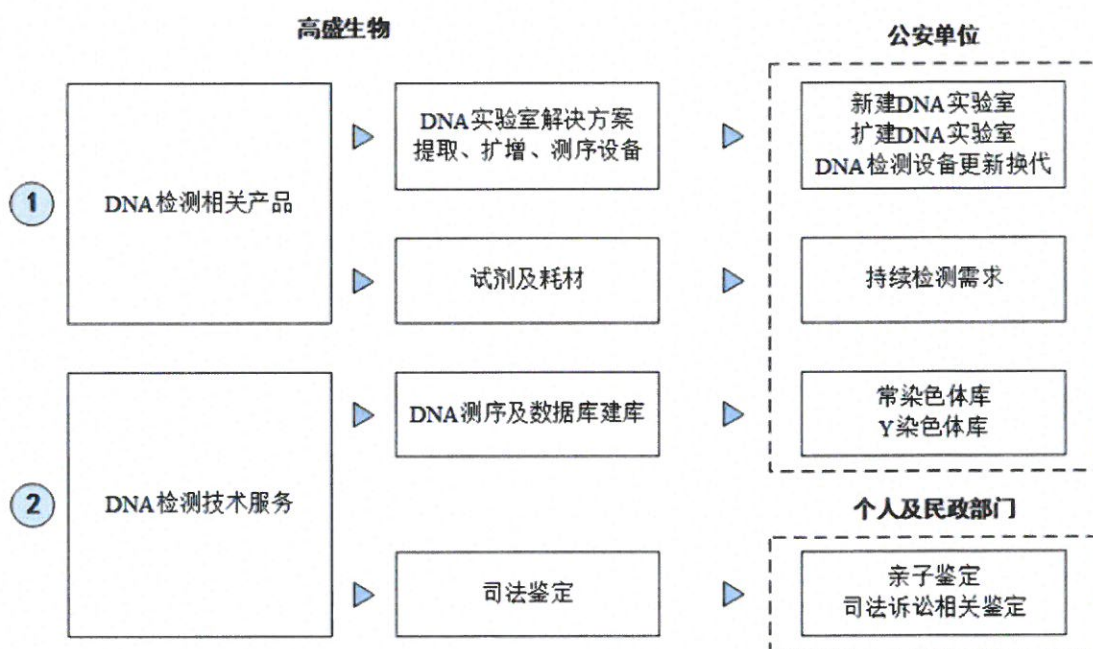 高盛生物
公安单位
1
DNA检测相关产品
DNA实验室解决方案
提取、扩增、测序设备
新建DNA实验室
扩建DNA实验室
DNA检测设备更新换代
试剂及耗材
持续检测需求
2
DNA检测技术服务
DNA测序及数据库建库
常染色体库
Y染色体库
个人及民政部门
司法鉴定
亲子鉴定
司法诉讼相关鉴定